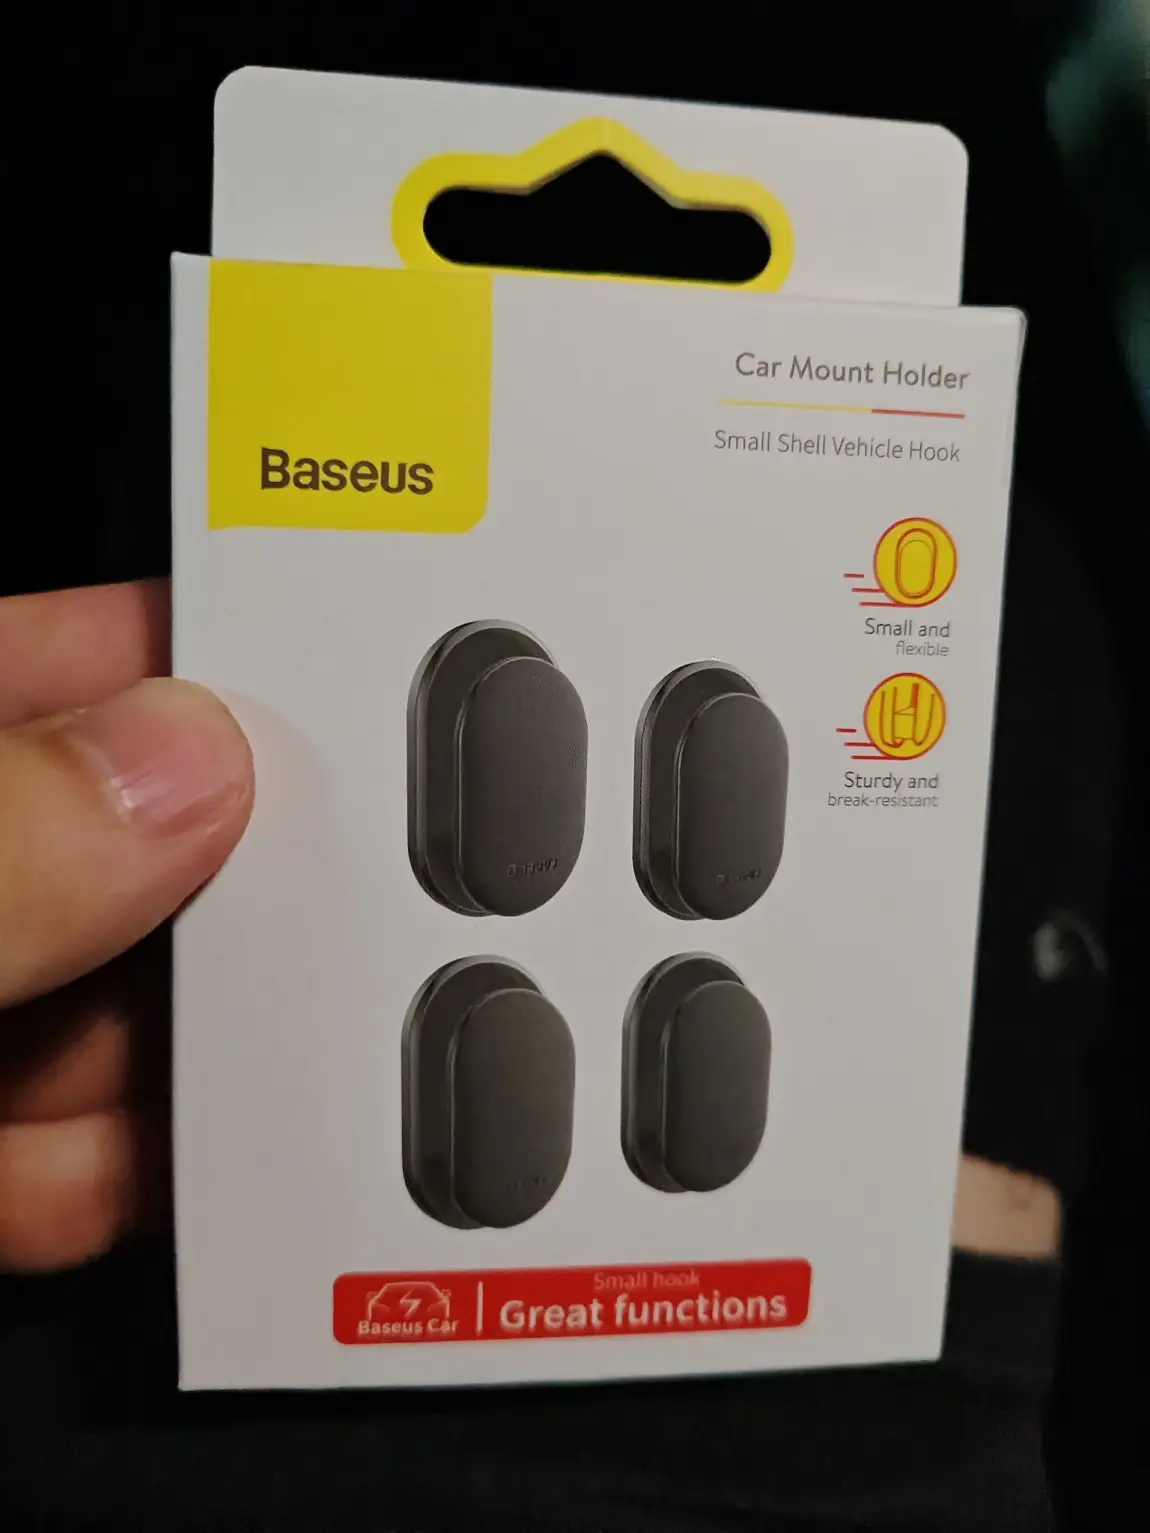 Baseus
Car Mount Holder
Small Shell Vehicle Hook
Small and
flexible
Sturdy and
break-resistant
Baseus
Baseus Car
Small hook
Great functions